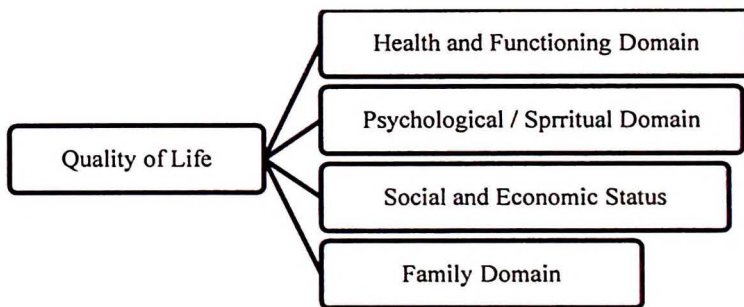 Health and Functioning Domain
Psychological / Sprritual Domain
Quality of Life
Social and Economic Status
Family Domain